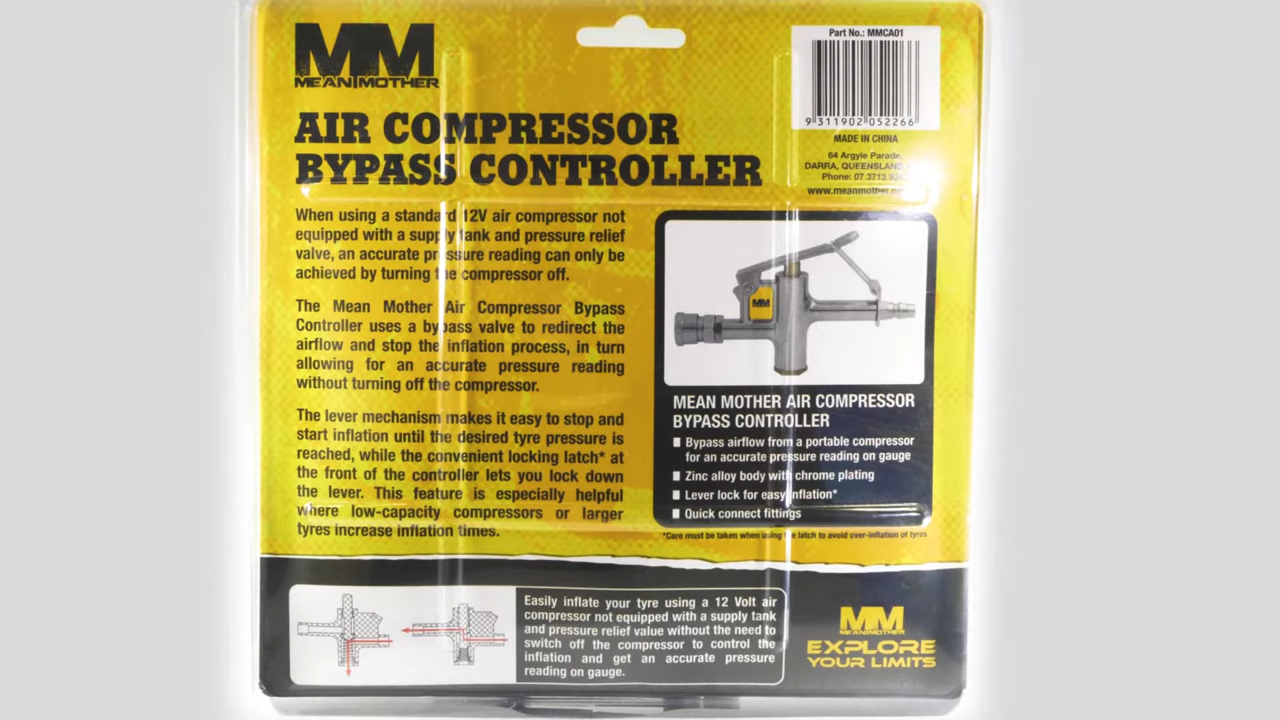 MM
MEAN MOTHER
AIR COMPRESSOR
BYPASS CONTROLLER
When using a standard 12V air compressor not
equipped with a supply tank and pressure relief
valve, an accurate pressure reading can only be
achieved by turning the compressor off.
The Mean Mother Air Compressor Bypass
Controller uses a bypass valve to redirect the
airflow and stop the inflation process, in turn
allowing for an accurate pressure reading
without turning off the compressor.
The lever mechanism makes it easy to stop and
start inflation until the desired tyre pressure is
reached, while the convenient locking latch* at
the front of the controller lets you lock down
the lever. This feature is especially helpful
where low-capacity compressors or larger
tyres increase inflation times.
Part No.: MMCA01
9 311902 052266
MADE IN CHINA
64 Argyle Parade,
DARRA, QUEENSLAND
Phone: 07 3713
MM
MEAN MOTHER AIR COMPRESSOR
BYPASS CONTROLLER
■ Bypass airflow from a portable compressor
for an accurate pressure reading on gauge
■ Zinc alloy body with chrome plating
■ Lever lock for easy inflation*
■ Quick connect fittings
*Care must be taken when using the latch to avoid over-inflation of tyres
Easily inflate your tyre using a 12 Volt air
compressor not equipped with a supply tank
and pressure relief value without the need to
switch off the compressor to control the
inflation and get an accurate pressure
reading on gauge.
MM
MEAN MOTHER
EXPLORE
YOUR LIMITS